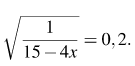 √(1/(15 − 4x)) = 0,2.